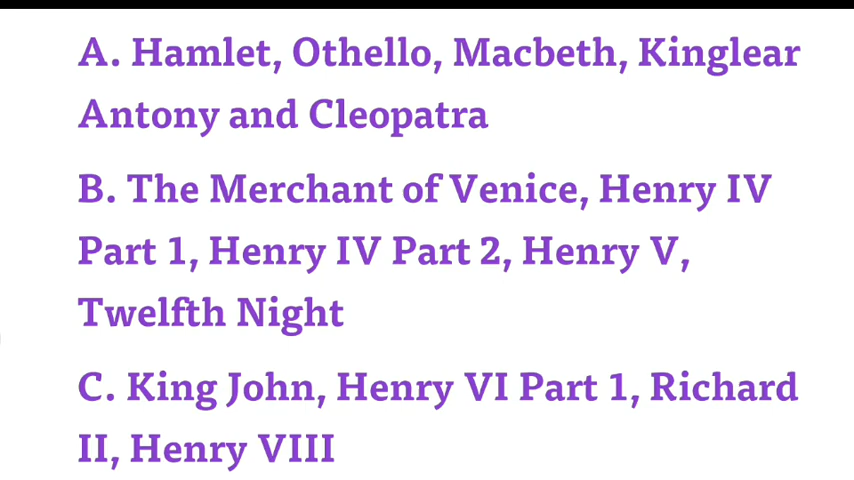 A. Hamlet, Othello, Macbeth, Kinglear
Antony and Cleopatra
B. The Merchant of Venice, Henry IV
Part 1, Henry IV Part 2, Henry V,
Twelfth Night
C. King John, Henry VI Part 1, Richard
II, Henry VIII